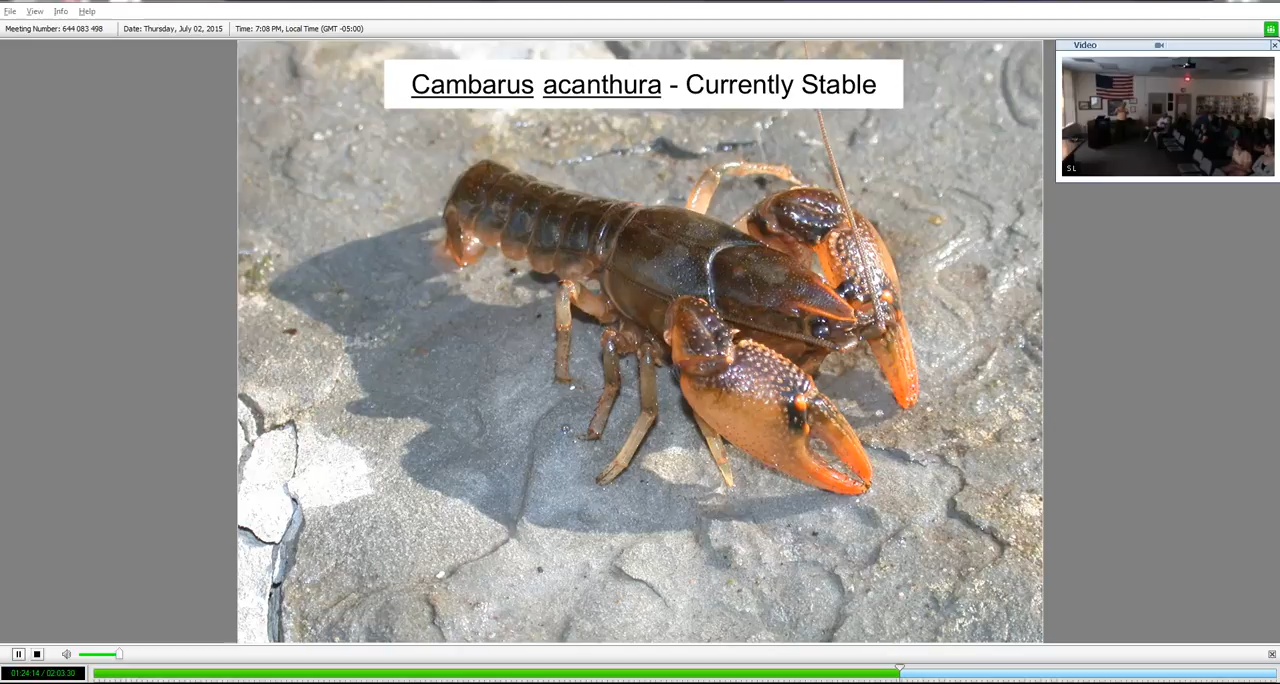 File View Info Help
Meeting Number: 644 083 498 Date: Thursday, July 02, 2015 Time: 7:08 PM, Local Time (GMT -05:00)
Video
Cambarus acanthura - Currently Stable
S L
01:24:14 / 02:03:30